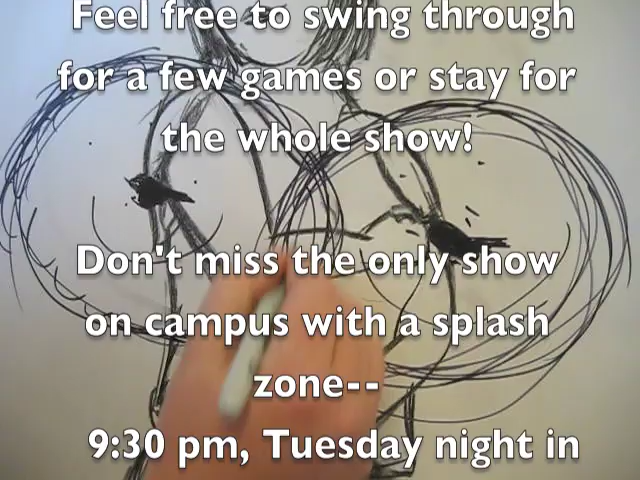 Feel free to swing through
for a few games or stay for
the whole show!
Don't miss the only show
on campus with a splash
zone--
9:30 pm, Tuesday night in